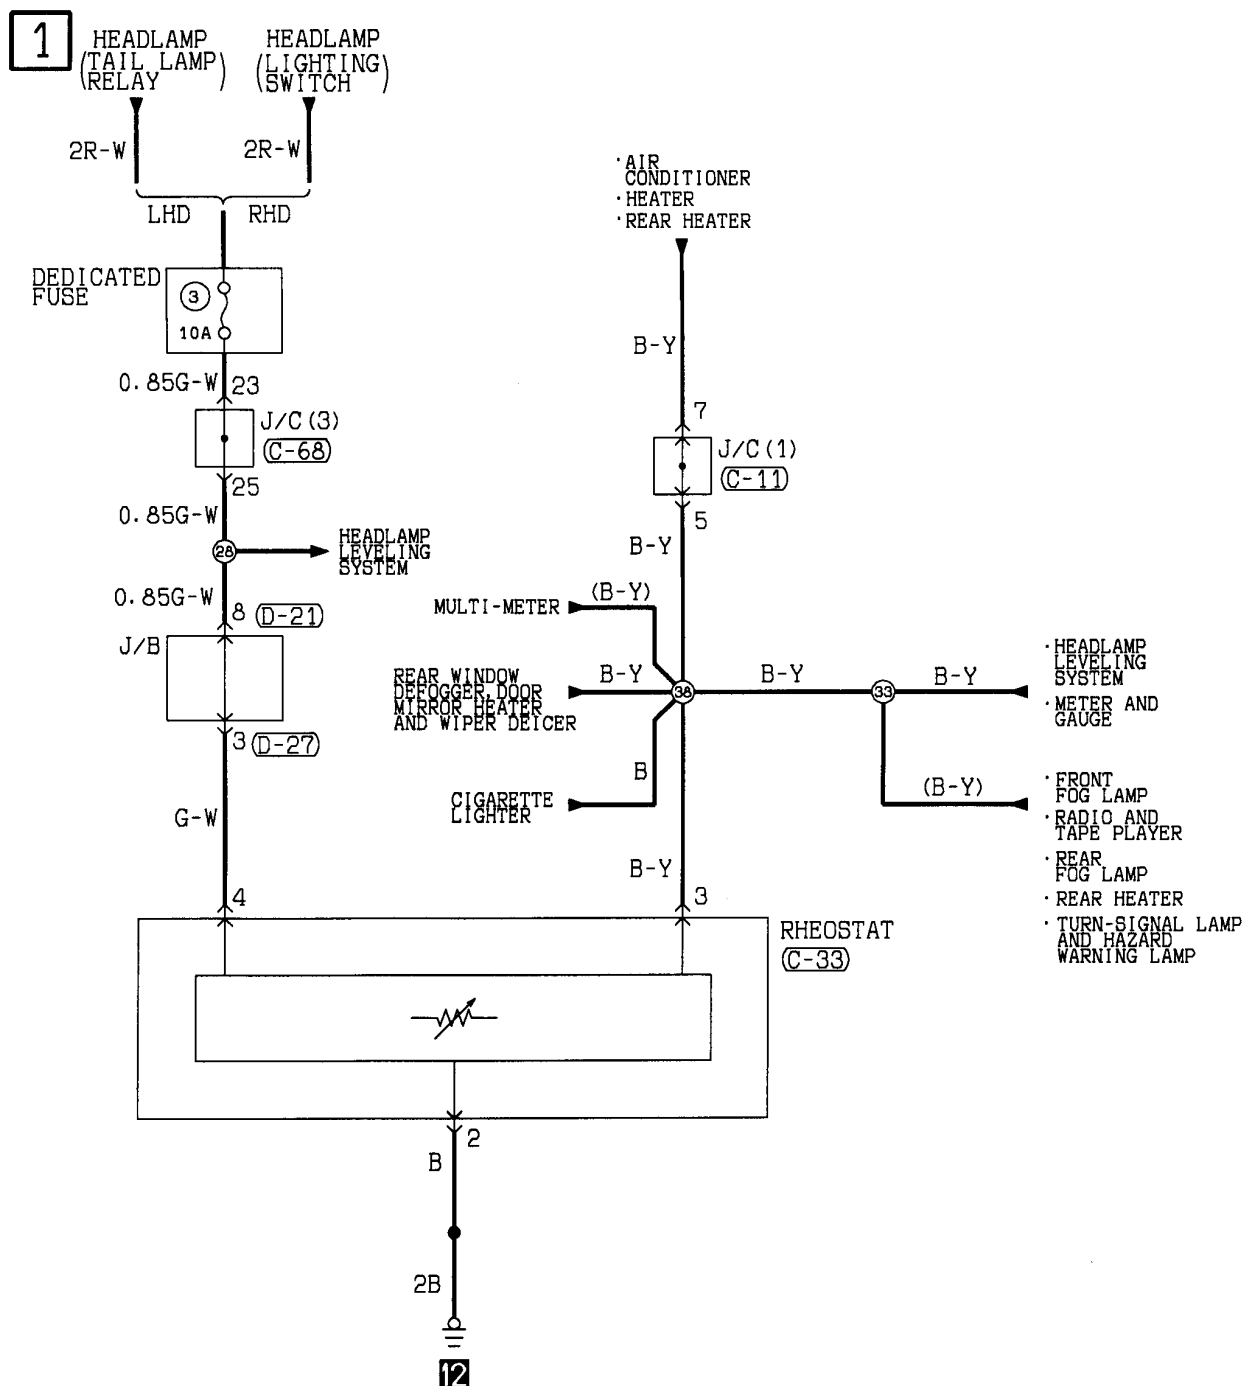 1
HEADLAMP
(TAIL LAMP)
RELAY
HEADLAMP
(LIGHTING)
SWITCH
2R-W
2R-W
LHD
RHD
DEDICATED
FUSE
3
10A
0.85G-W
23
J/C(3)
C-68
25
0.85G-W
28
HEADLAMP
LEVELING
SYSTEM
0.85G-W
8
D-21
J/B
3
D-27
G-W
4
·AIR
CONDITIONER
·HEATER
·REAR HEATER
B-Y
7
J/C(1)
C-11
5
B-Y
MULTI-METER
(B-Y)
REAR WINDOW
DEFOGGER,DOOR
MIRROR HEATER
AND WIPER DEICER
B-Y
38
B-Y
33
B-Y
·HEADLAMP
LEVELING
SYSTEM
·METER AND
GAUGE
CIGARETTE
LIGHTER
B
(B-Y)
·FRONT
FOG LAMP
·RADIO AND
TAPE PLAYER
·REAR
FOG LAMP
·REAR HEATER
·TURN-SIGNAL LAMP
AND HAZARD
WARNING LAMP
B-Y
3
RHEOSTAT
C-33
2
B
2B
12